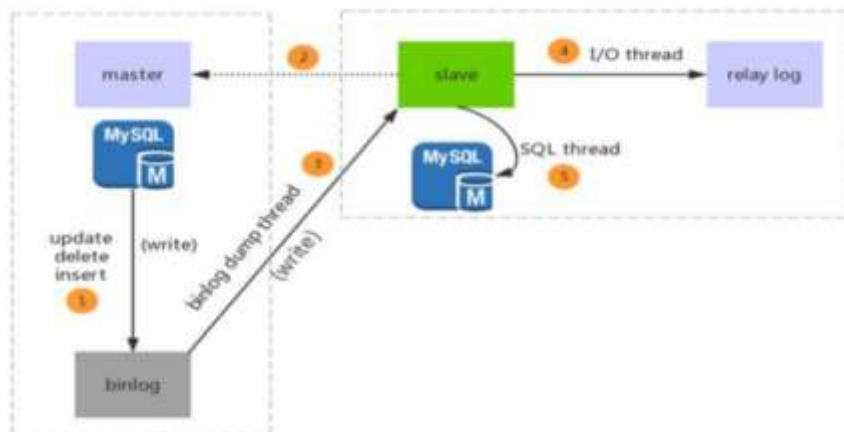 master
2
slave
4
I/O thread
relay log
MySQL
M
3
MySQL
M
SQL thread
5
update
delete
insert
(write)
1
binlog dump thread
(write)
binlog